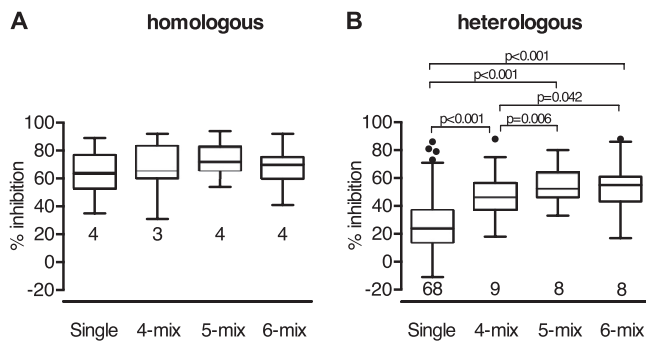 A homologous
B heterologous
p<0.001
p<0.001
p=0.042
p<0.001 p=0.006
% inhibition
100
80
60
40
20
0
-20
4 3 4 4
Single 4-mix 5-mix 6-mix
% inhibition
100
80
60
40
20
0
-20
68 9 8 8
Single 4-mix 5-mix 6-mix